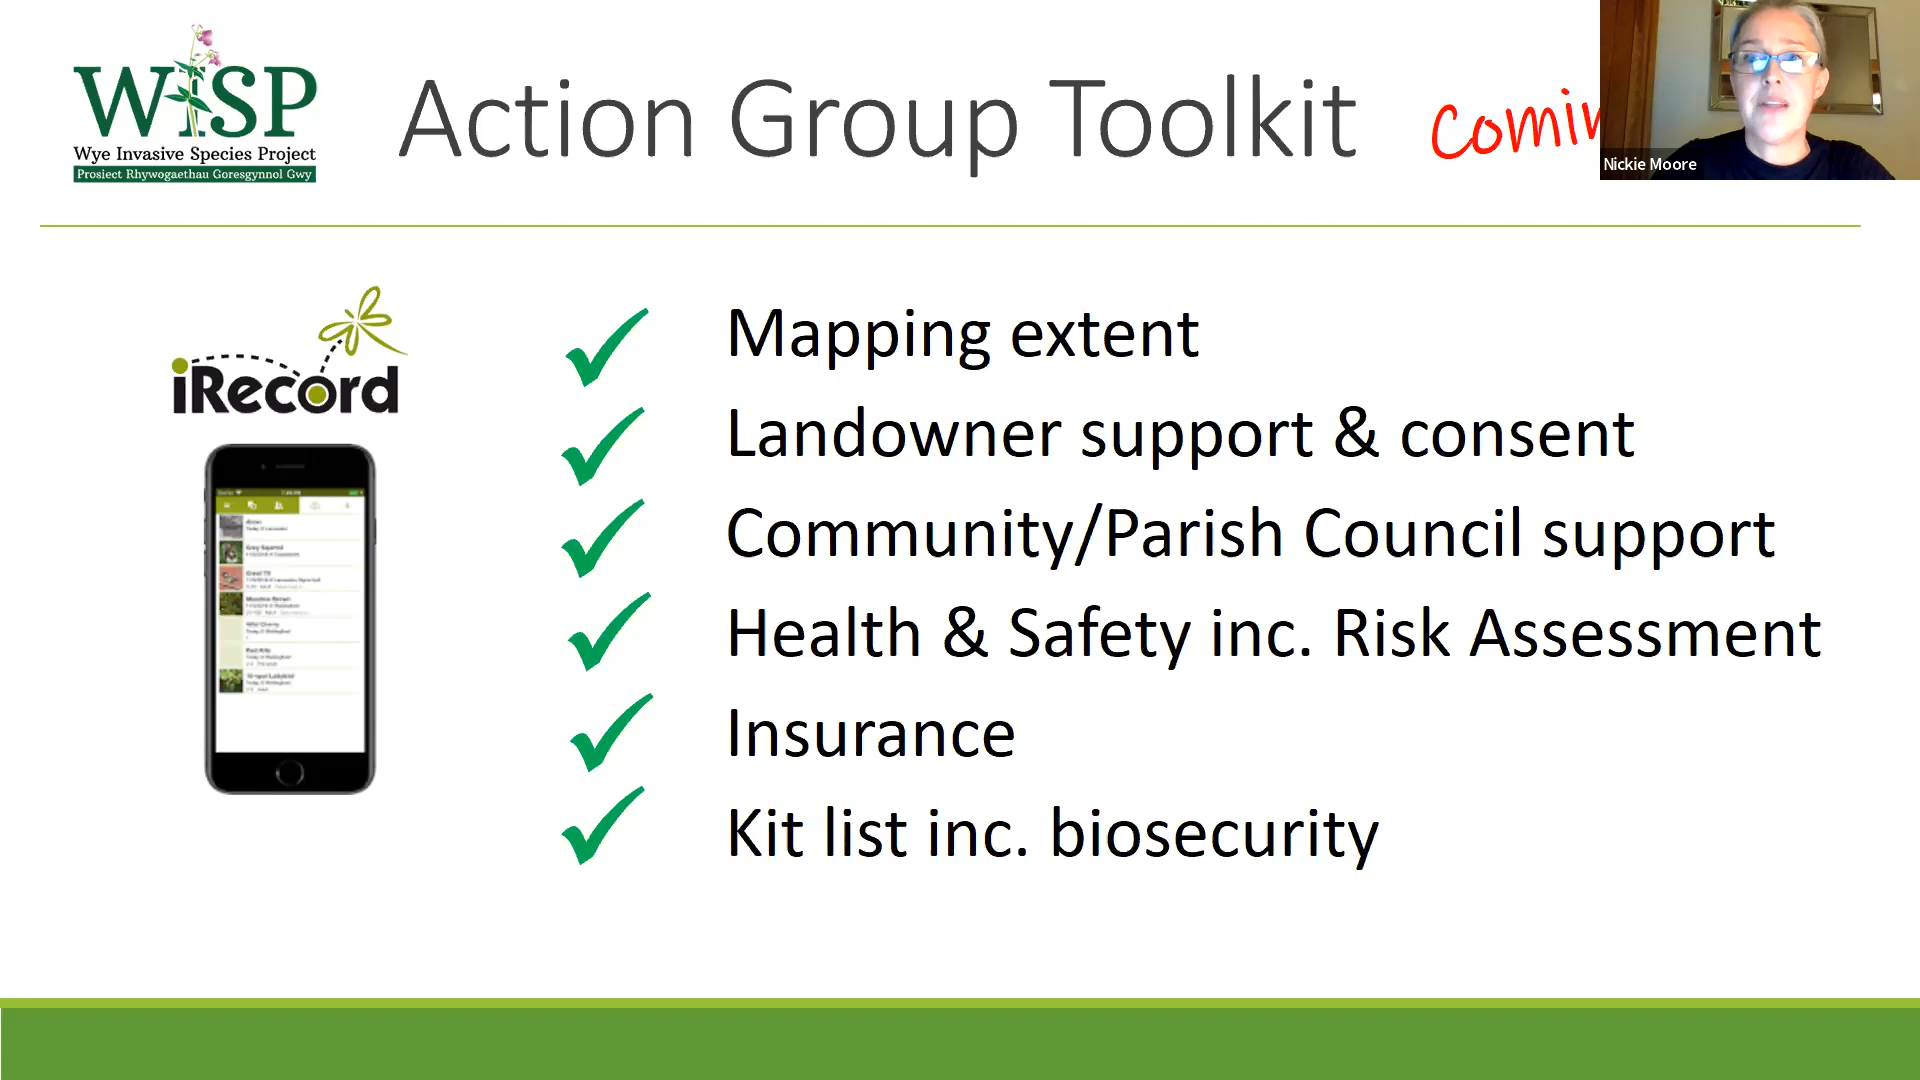 WISP
Wye Invasive Species Project
Prosiect Rhywogaethau Goresgynnol Gwy
Action Group Toolkit
Nickie Moore
iRecord
Mapping extent
Landowner support & consent
Community/Parish Council support
Health & Safety inc. Risk Assessment
Insurance
Kit list inc. biosecurity